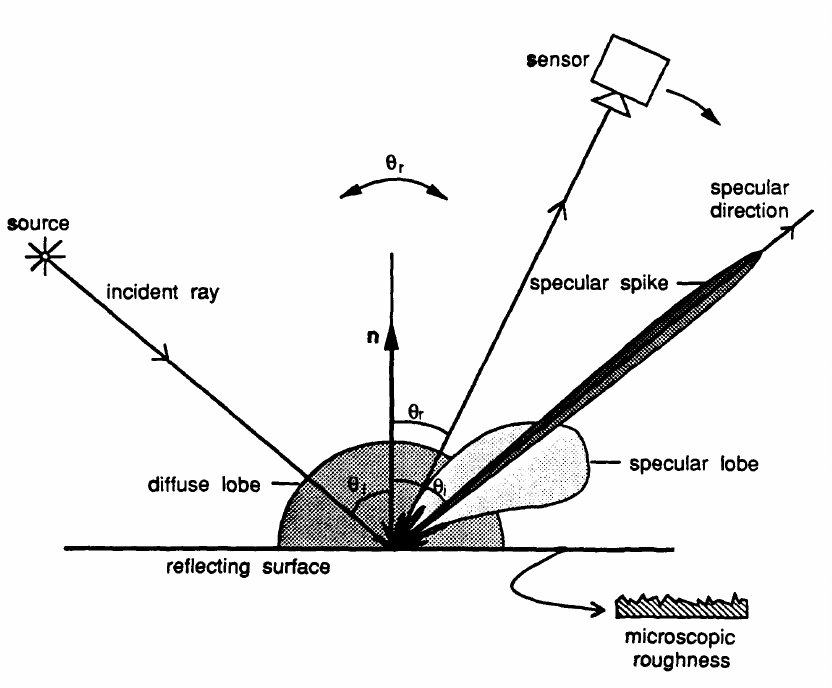 sensor
θr
specular
direction
source
incident ray
specular spike
n
θr
specular lobe
diffuse lobe
θi
θi
reflecting surface
microscopic
roughness